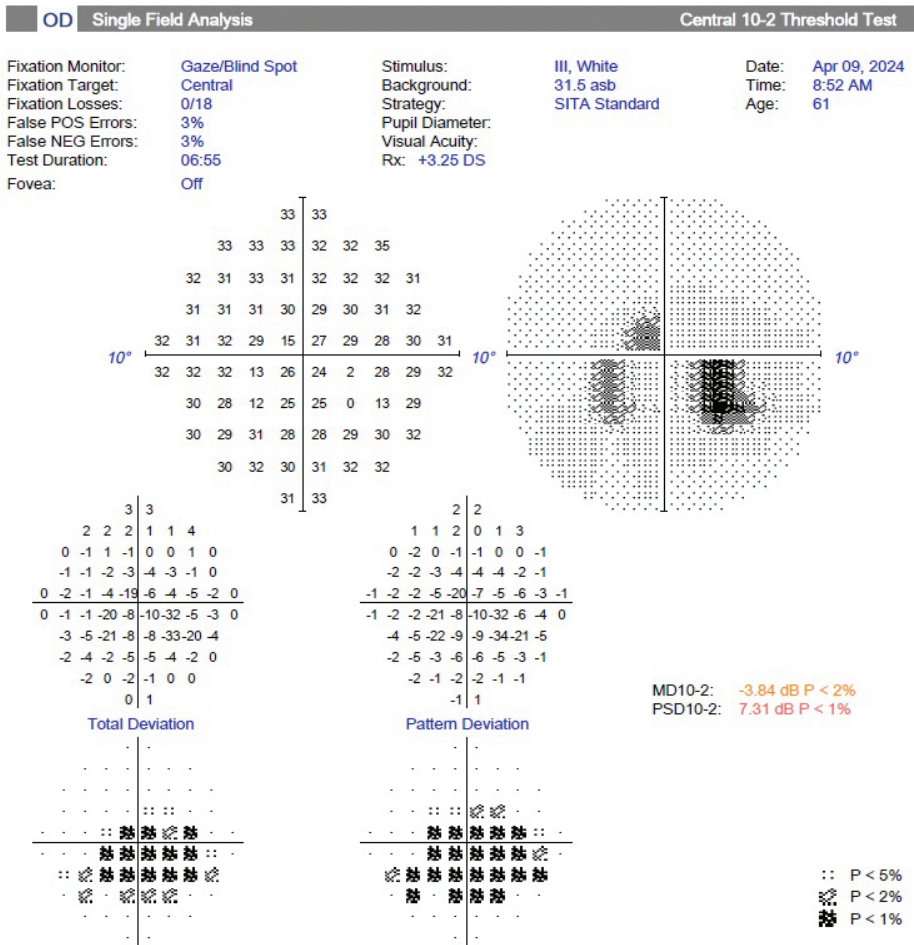 OD Single Field Analysis Central 10-2 Threshold Test
Fixation Monitor: Gaze/Blind Spot Stimulus: III, White Date: Apr 09, 2024
Fixation Target: Central Background: 31.5 asb Time: 8:52 AM
Fixation Losses: 0/18 Strategy: SITA Standard Age: 61
False POS Errors: 3% Pupil Diameter:
False NEG Errors: 3% Visual Acuity:
Test Duration: 06:55 Rx: +3.25 DS
Fovea: Off
33 33
33 33 33 32 32 35
32 31 33 31 32 32 32 31
31 31 31 30 29 30 31 32
32 31 32 29 15 27 29 28 30 31
10° 10° 10°
32 32 32 13 26 24 2 28 29 32
30 28 12 25 25 0 13 29
30 29 31 28 28 29 30 32
30 32 30 31 32 32
31 33
3 3 2 2
2 2 2 1 1 4 1 1 2 0 1 3
0 -1 1 -1 0 0 1 0 0 -2 0 -1 -1 0 0 -1
-1 -1 -2 -3 -4 -3 -1 0 -2 -2 -3 -4 -4 -4 -2 -1
0 -2 -1 -4 -19 -6 -4 -5 -2 0 -1 -2 -2 -5 -20 -7 -5 -6 -3 -1
0 -1 -1 -20 -8 -10 -32 -5 -3 0 -1 -2 -2 -21 -8 -10 -32 -6 -4 0
-3 -5 -21 -8 -8 -33 -20 -4 -4 -5 -22 -9 -9 -34 -21 -5
-2 -4 -2 -5 -5 -4 -2 0 -2 -5 -3 -6 -6 -5 -3 -1
-2 0 -2 -1 0 0 -2 -1 -2 -2 -1 -1
0 1 -1 1
MD10-2: -3.84 dB P < 2%
PSD10-2: 7.31 dB P < 1%
Total Deviation Pattern Deviation
P < 5%
P < 2%
P < 1%